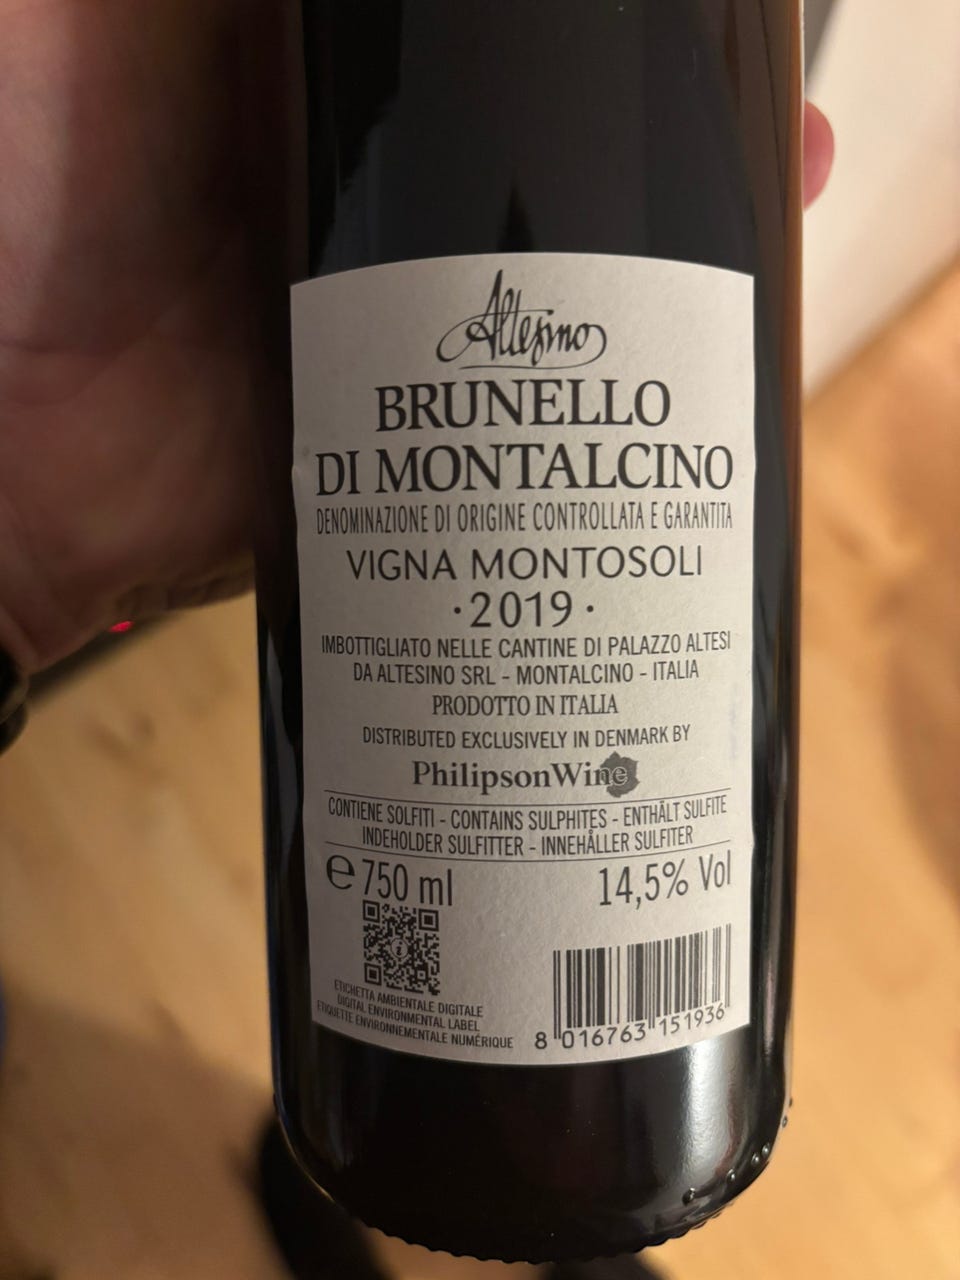 Altesino
BRUNELLO
DI MONTALCINO
DENOMINAZIONE DI ORIGINE CONTROLLATA E GARANTITA
VIGNA MONTOSOLI
·2019·
IMBOTTIGLIATO NELLE CANTINE DI PALAZZO ALTESI
DA ALTESINO SRL - MONTALCINO - ITALIA
PRODOTTO IN ITALIA
DISTRIBUTED EXCLUSIVELY IN DENMARK BY
PhilipsonWine
CONTIENE SOLFITI - CONTAINS SULPHITES - ENTHÄLT SULFITE
INDEHOLDER SULFITTER - INNEHÅLLER SULFITER
e 750 ml 14,5% Vol
ETICHETTA AMBIENTALE DIGITALE
DIGITAL ENVIRONMENTAL LABEL
ETIQUETTE ENVIRONNEMENTALE NUMÉRIQUE
8 016763 151936